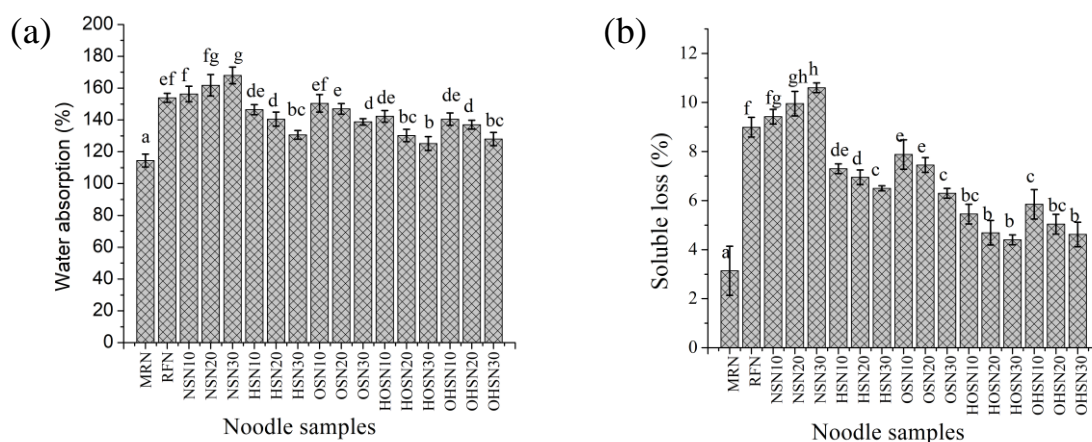 (a)
Water absorption (%)
200
180
160
140
120
100
80
60
40
20
0
a
ef
f
fg
g
de
d
bc
ef
e
d
de
bc
b
de
d
bc
MRN
RFN
NSN10
NSN20
NSN30
HSN10
HSN20
HSN30
OSN10
OSN20
OSN30
HOSN10
HOSN20
HOSN30
OHSN10
OHSN20
OHSN30
Noodle samples
(b)
Soluble loss (%)
12
10
8
6
4
2
0
a
f
fg
gh
h
de
d
c
e
e
c
bc
b
b
c
bc
b
MRN
RFN
NSN10
NSN20
NSN30
HSN10
HSN20
HSN30
OSN10
OSN20
OSN30
HOSN10
HOSN20
HOSN30
OHSN10
OHSN20
OHSN30
Noodle samples